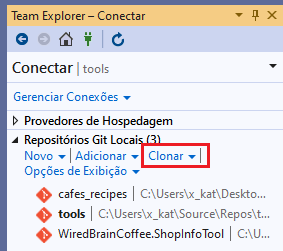 Team Explorer – Conectar
Conectar | tools
Gerenciar Conexões
Provedores de Hospedagem
Repositórios Git Locais (3)
Novo | Adicionar | Clonar |
Opções de Exibição
cafes_recipes | C:\Users\x_kat\Deskto...
tools | C:\Users\x_kat\Source\Repos\t...
WiredBrainCoffee.ShopInfoTool